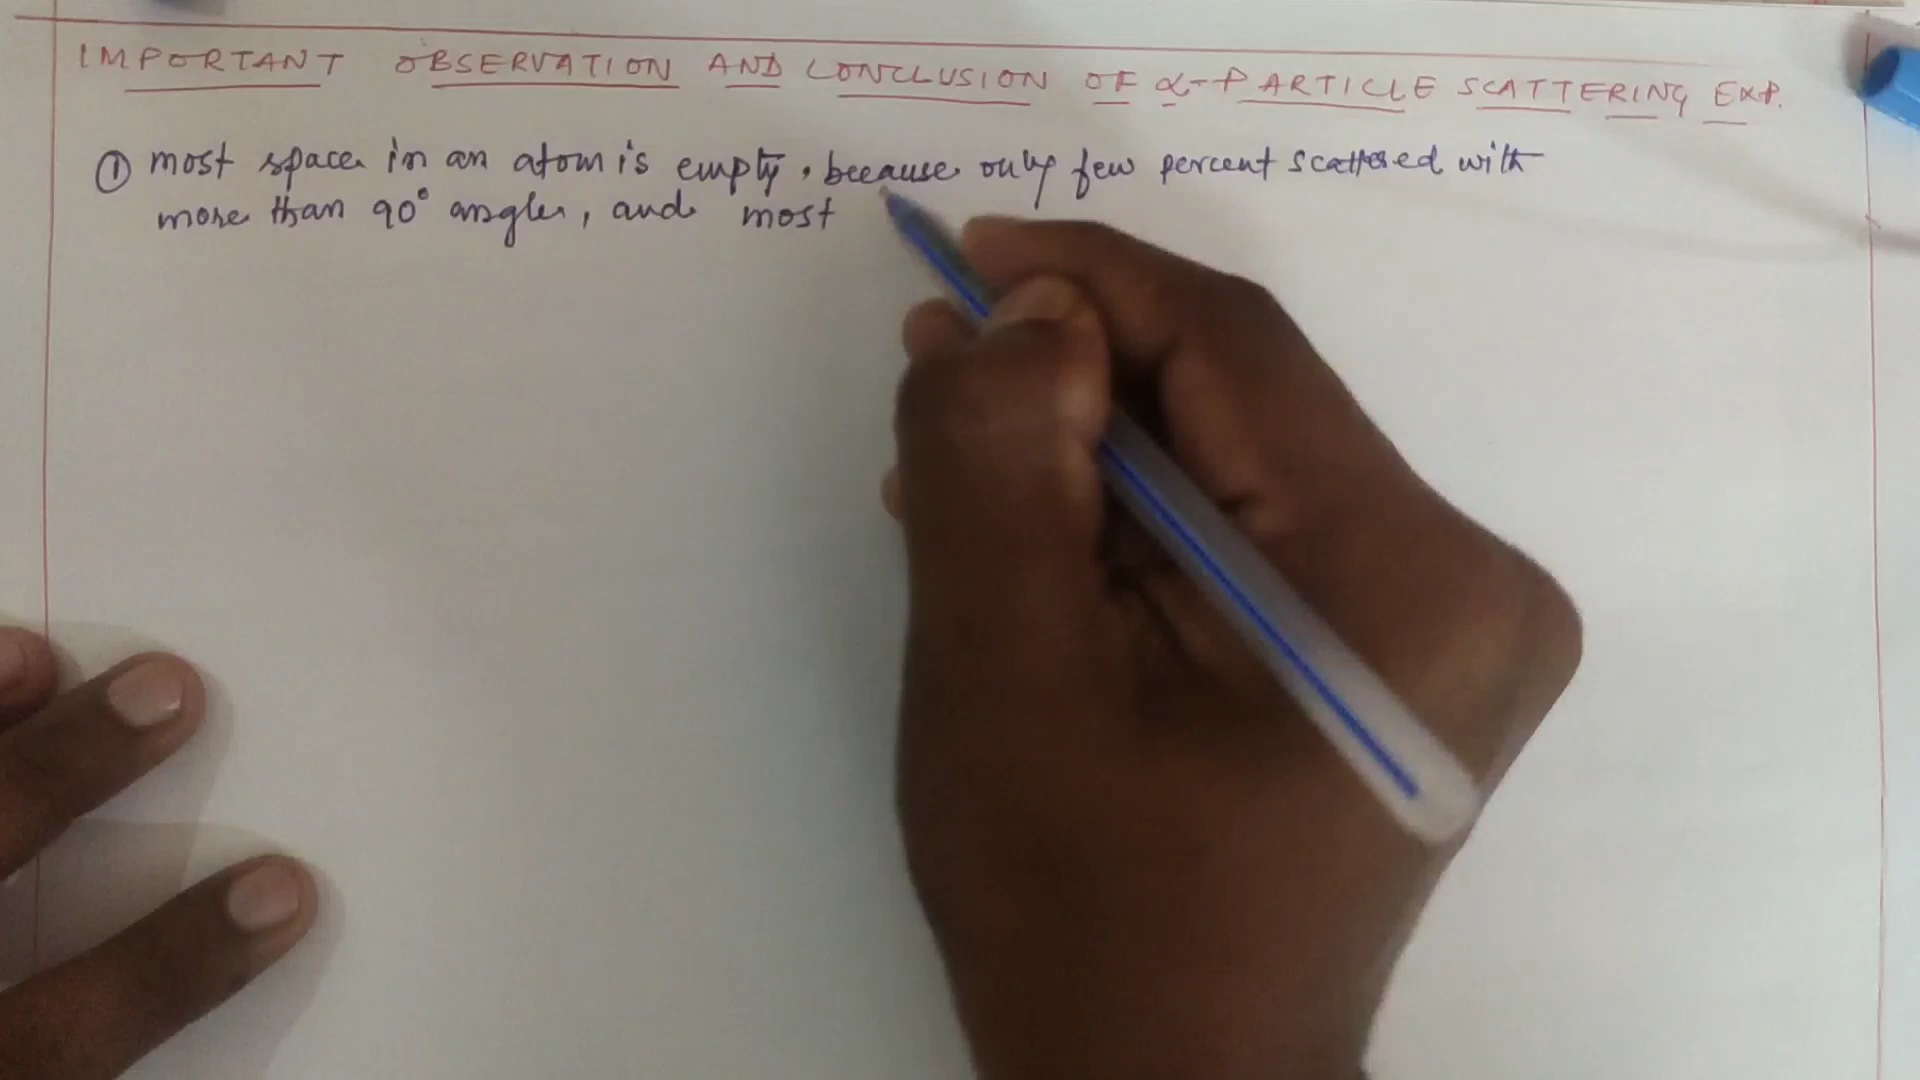 IMPORTANT OBSERVATION AND CONCLUSION OF α-PARTICLE SCATTERING EXP.
① most space in an atom is empty, because only few percent scattered with
more than 90° angles, and most